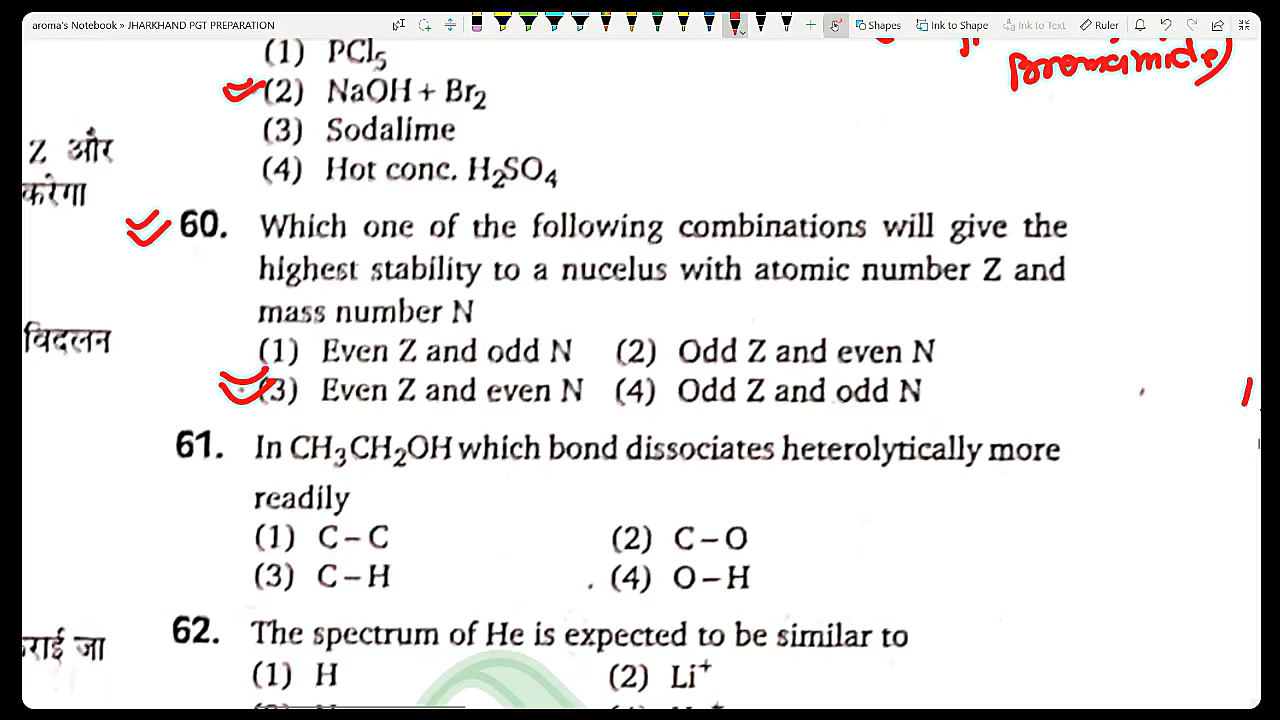 aroma's Notebook » JHARKHAND PGT PREPARATION
Shapes Ink to Shape Ink to Text Ruler
(1) PCl₅
Bromamide)
(2) NaOH + Br₂
(3) Sodalime
(4) Hot conc. H₂SO₄
Z और
करेगा
60. Which one of the following combinations will give the
highest stability to a nucelus with atomic number Z and
mass number N
(1) Even Z and odd N (2) Odd Z and even N
(3) Even Z and even N (4) Odd Z and odd N
विदलन
61. In CH₃CH₂OH which bond dissociates heterolytically more
readily
(1) C – C (2) C – O
(3) C – H (4) O – H
62. The spectrum of He is expected to be similar to
राई जा
(1) H (2) Li⁺